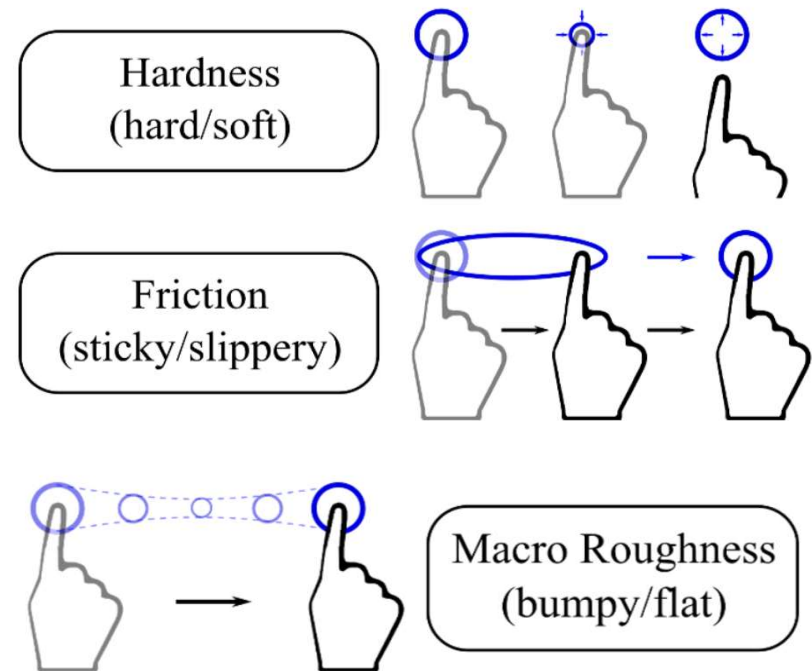 Hardness
(hard/soft)
Friction
(sticky/slippery)
Macro Roughness
(bumpy/flat)